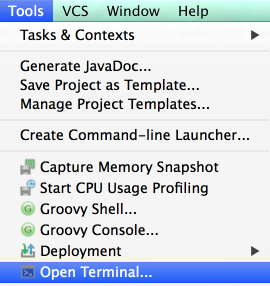 Tools VCS Window Help
Tasks & Contexts
Generate JavaDoc...
Save Project as Template...
Manage Project Templates...
Create Command-line Launcher...
Capture Memory Snapshot
Start CPU Usage Profiling
Groovy Shell...
Groovy Console...
Deployment
Open Terminal...